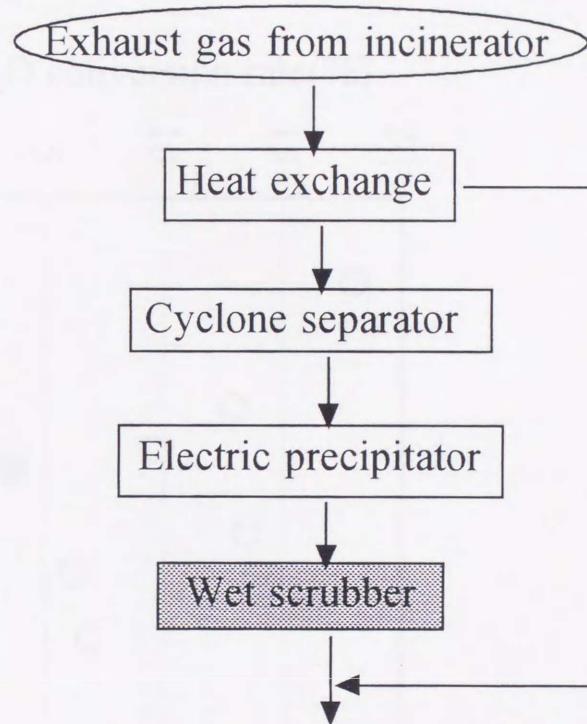 Exhaust gas from incinerator
Heat exchange
Cyclone separator
Electric precipitator
Wet scrubber